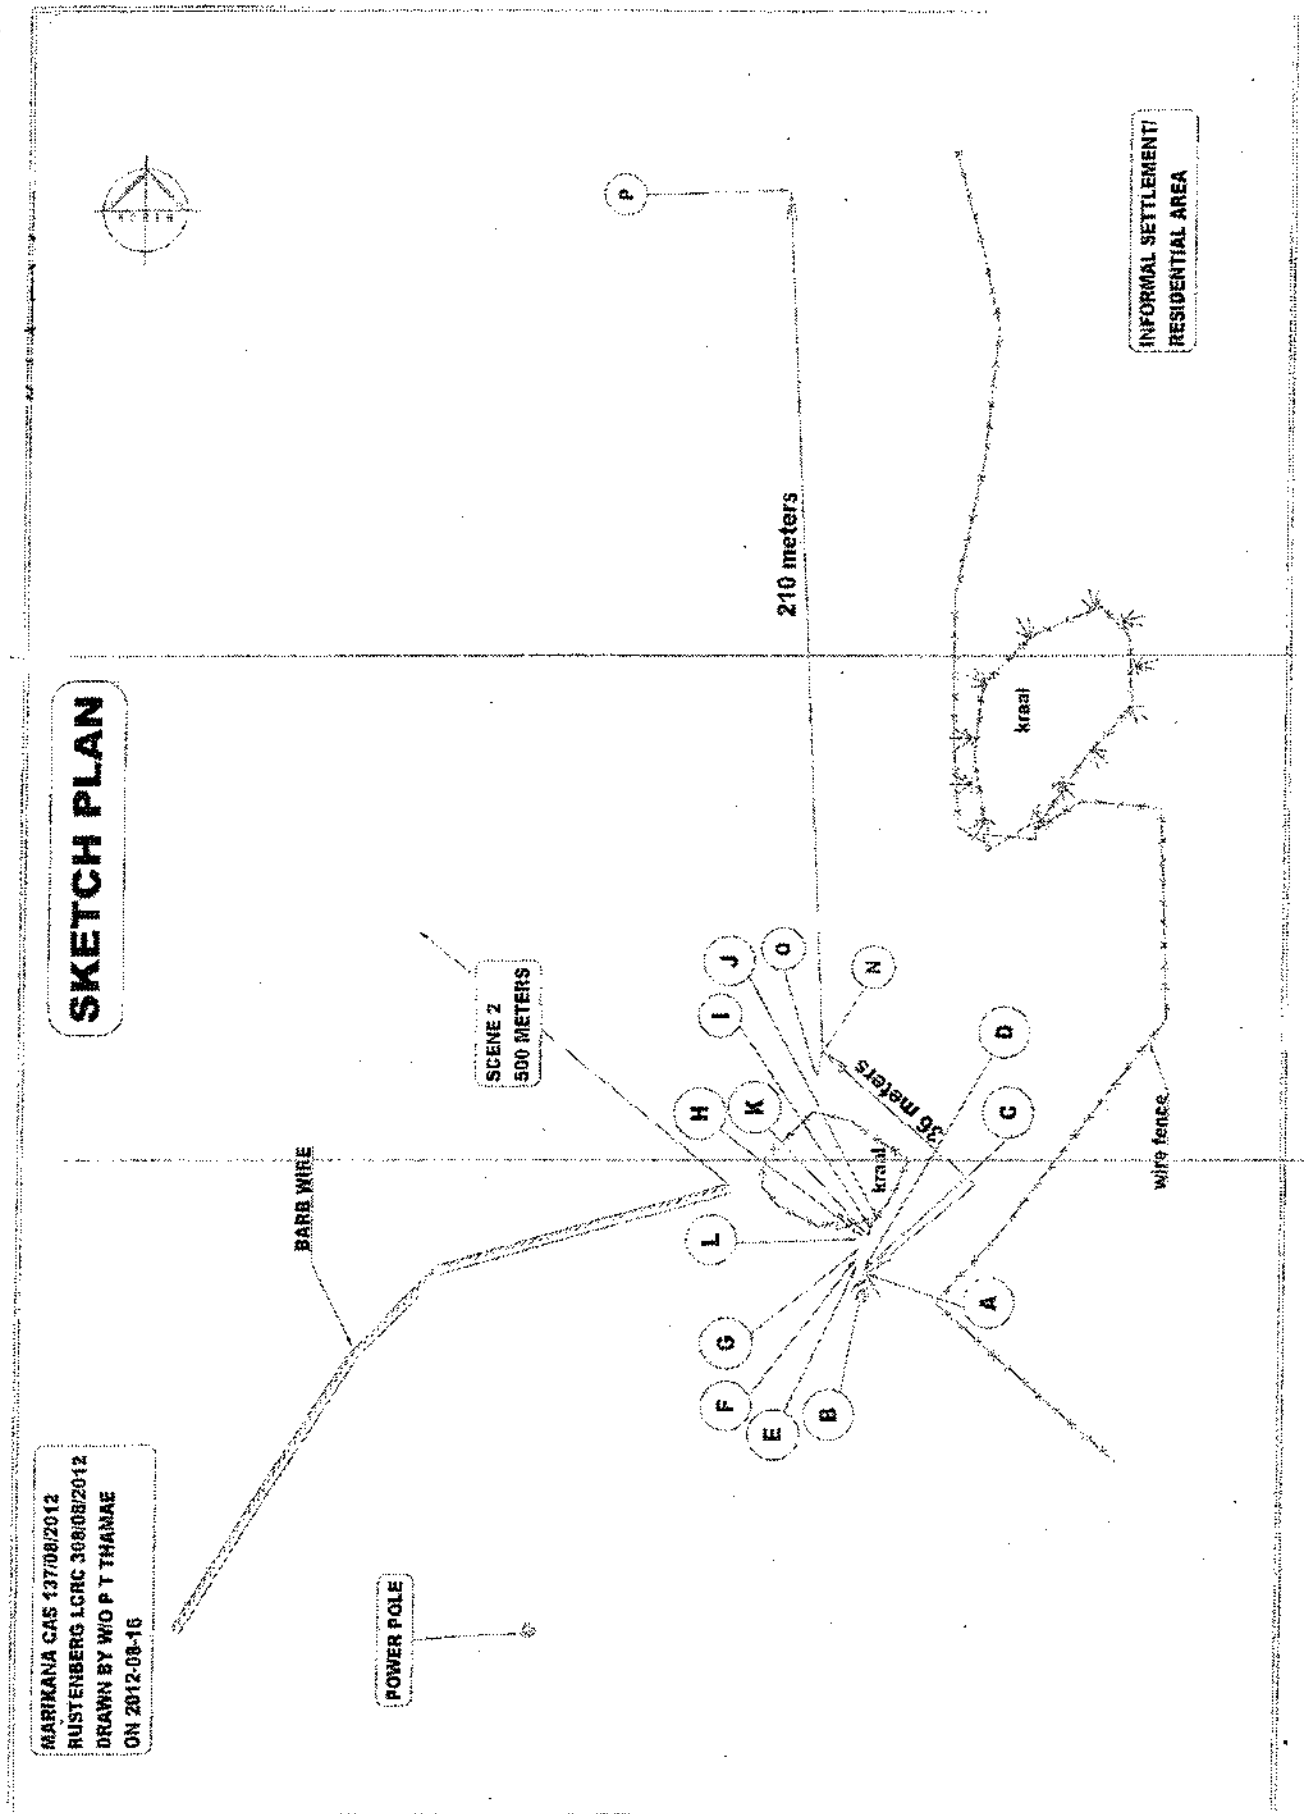 MARIKANA CAS 137/08/2012
RUSTENBERG LCRC 308/08/2012
DRAWN BY W/O P T THAMAE
ON 2012-08-16
SKETCH PLAN
NORTH
BARB WIRE
POWER POLE
SCENE 2
500 METERS
P
210 meters
H
I
J
K
O
N
L
G
F
E
B
A
C
D
kraal
36 meters
kraal
wire fence
INFORMAL SETTLEMENT/
RESIDENTIAL AREA